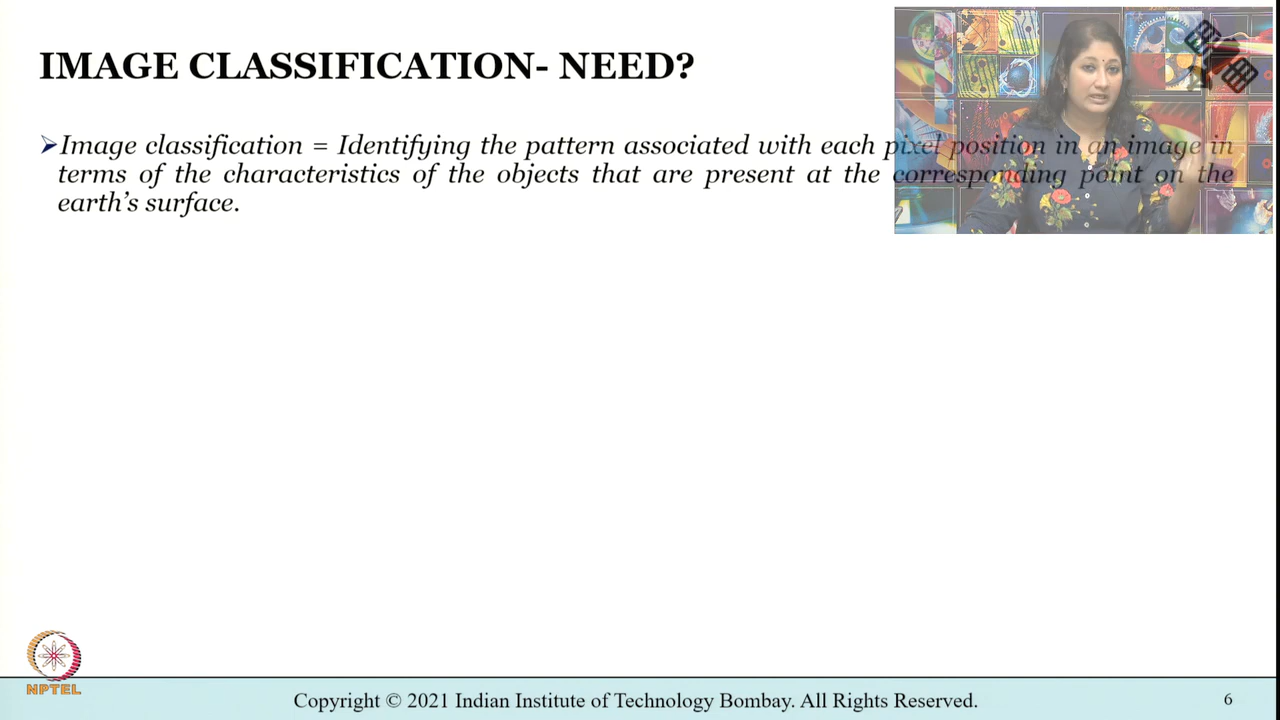 IMAGE CLASSIFICATION- NEED?
Image classification = Identifying the pattern associated with each pixel position in an image in
terms of the characteristics of the objects that are present at the corresponding point on the
earth’s surface.
NPTEL
Copyright © 2021 Indian Institute of Technology Bombay. All Rights Reserved.
6